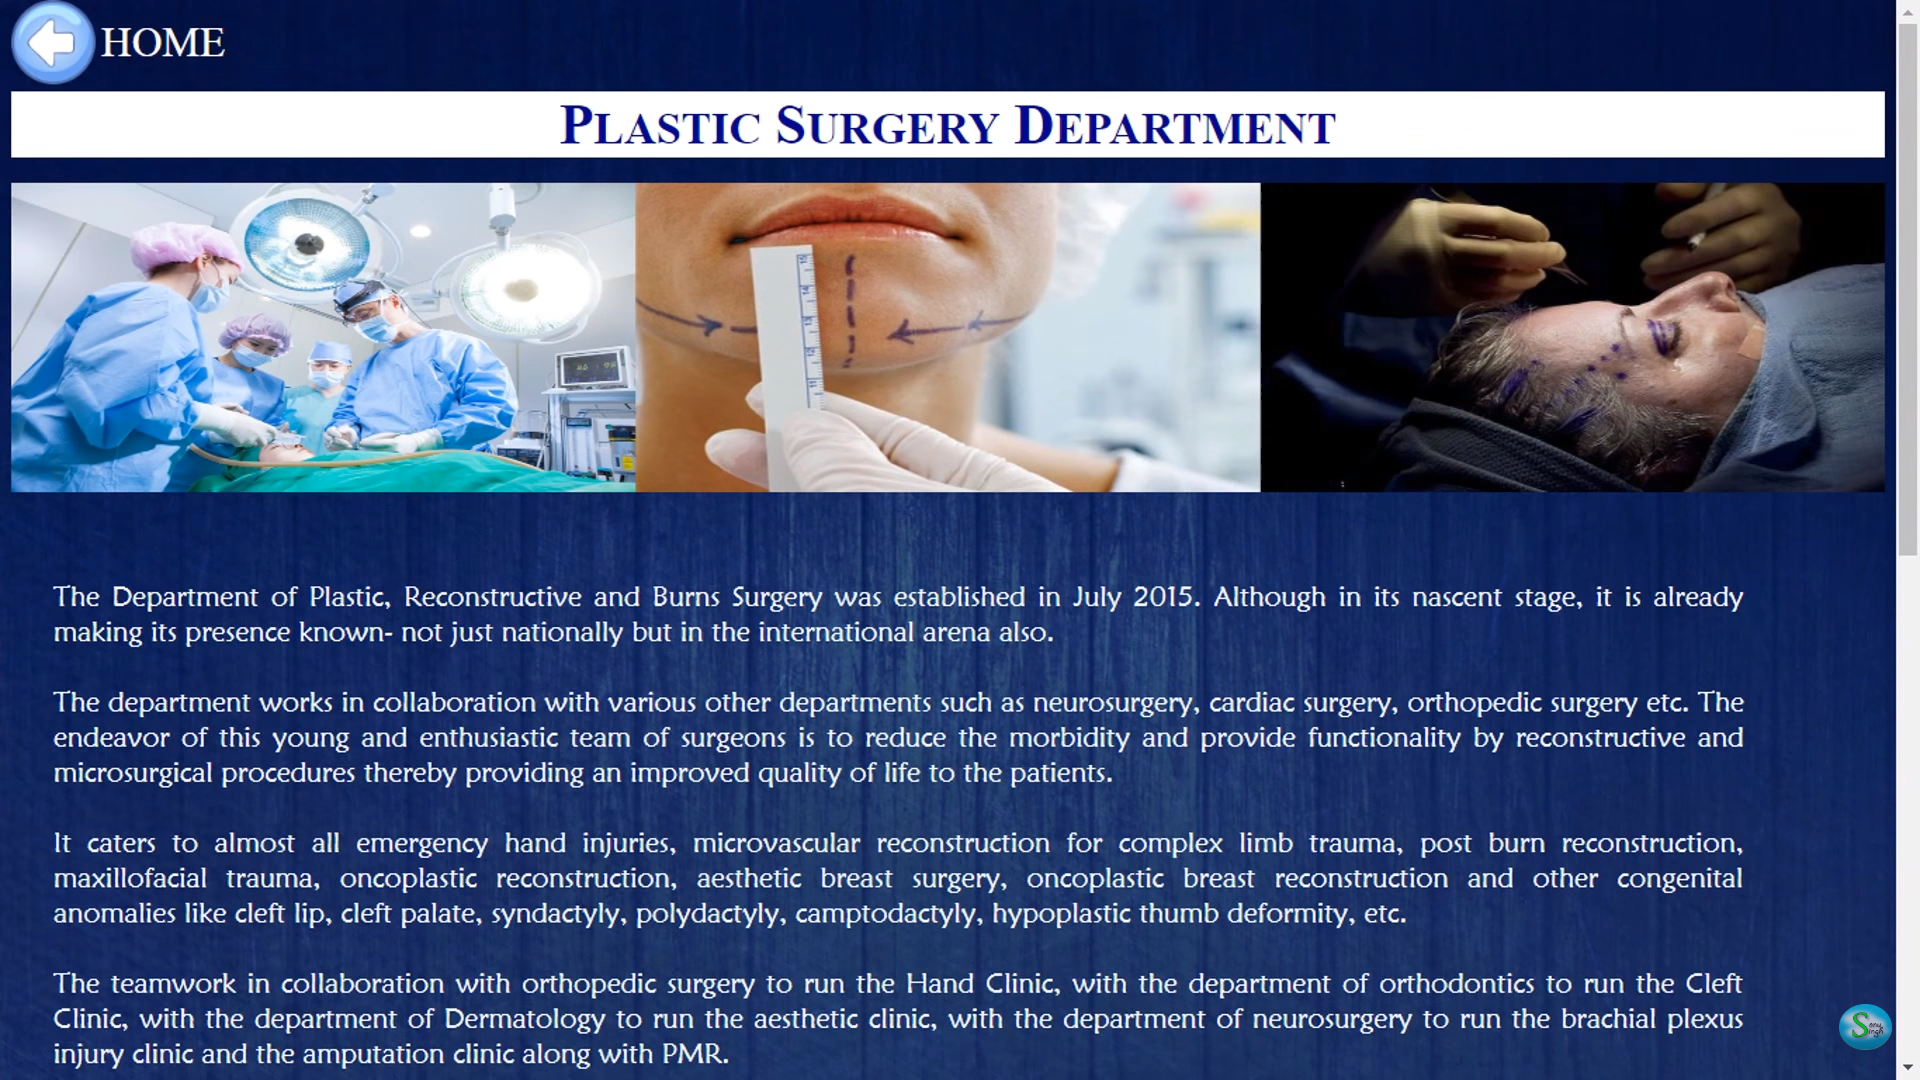 HOME
PLASTIC SURGERY DEPARTMENT
The Department of Plastic, Reconstructive and Burns Surgery was established in July 2015. Although in its nascent stage, it is already
making its presence known- not just nationally but in the international arena also.
The department works in collaboration with various other departments such as neurosurgery, cardiac surgery, orthopedic surgery etc. The
endeavor of this young and enthusiastic team of surgeons is to reduce the morbidity and provide functionality by reconstructive and
microsurgical procedures thereby providing an improved quality of life to the patients.
It caters to almost all emergency hand injuries, microvascular reconstruction for complex limb trauma, post burn reconstruction,
maxillofacial trauma, oncoplastic reconstruction, aesthetic breast surgery, oncoplastic breast reconstruction and other congenital
anomalies like cleft lip, cleft palate, syndactyly, polydactyly, camptodactyly, hypoplastic thumb deformity, etc.
The teamwork in collaboration with orthopedic surgery to run the Hand Clinic, with the department of orthodontics to run the Cleft
Clinic, with the department of Dermatology to run the aesthetic clinic, with the department of neurosurgery to run the brachial plexus
injury clinic and the amputation clinic along with PMR.